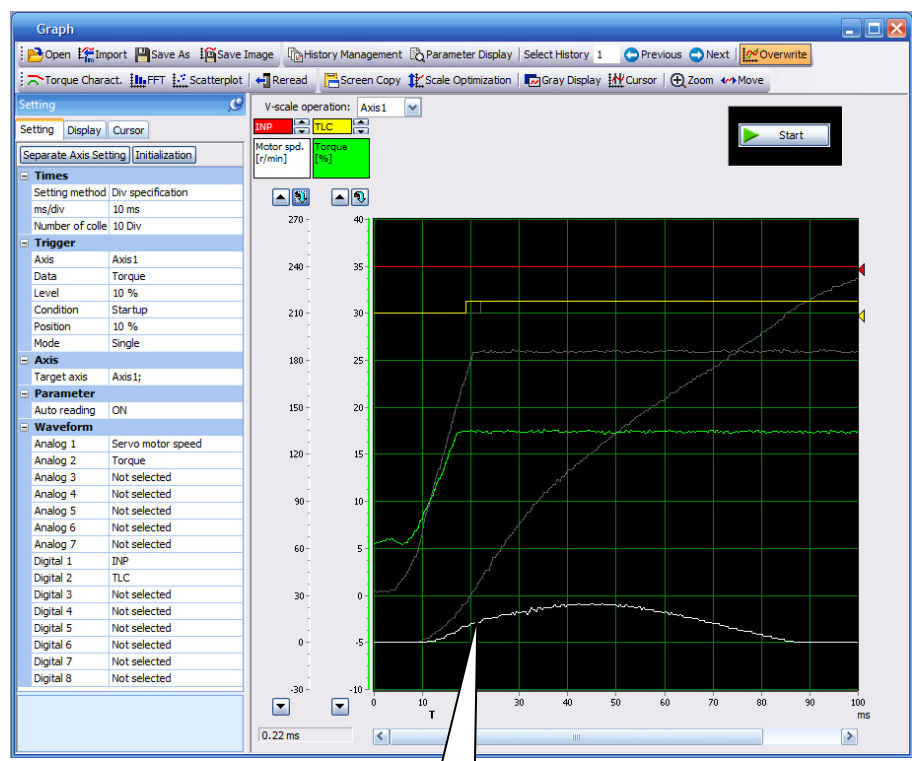 Graph
Open Import Save As Save Image History Management Parameter Display Select History 1 Previous Next Overwrite
Torque Charact. FFT Scatterplot Reread Screen Copy Scale Optimization Gray Display Cursor Zoom Move
Setting
Setting Display Cursor
Separate Axis Setting Initialization
Times
Setting method Div specification
ms/div 10 ms
Number of colle 10 Div
Trigger
Axis Axis1
Data Torque
Level 10 %
Condition Startup
Position 10 %
Mode Single
Axis
Target axis Axis1;
Parameter
Auto reading ON
Waveform
Analog 1 Servo motor speed
Analog 2 Torque
Analog 3 Not selected
Analog 4 Not selected
Analog 5 Not selected
Analog 6 Not selected
Analog 7 Not selected
Digital 1 INP
Digital 2 TLC
Digital 3 Not selected
Digital 4 Not selected
Digital 5 Not selected
Digital 6 Not selected
Digital 7 Not selected
Digital 8 Not selected
V-scale operation: Axis1
INP TLC
Motor spd. Torque
[r/min] [%]
Start
270 40
240 35
210 30
180 25
150 20
120 15
90 10
60 5
30 0
0 -5
-30 -10
0 10 20 30 40 50 60 70 80 90 100
T ms
0.22 ms